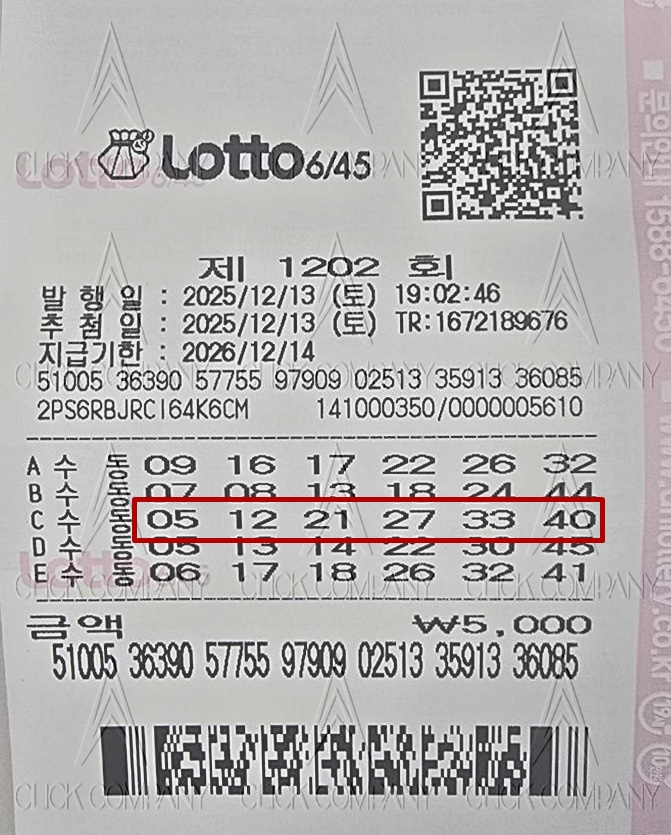 Lotto 6/45
제 1202 회
발 행 일 : 2025/12/13 (토) 19:02:46
추 첨 일 : 2025/12/13 (토) TR:1672189676
지급기한 : 2026/12/14
51005 36390 57755 97909 02513 35913 36085
2PS6RBJRCI64K6CM 141000350/0000005610
A 수 동 09 16 17 22 26 32
B 수 동 07 08 13 18 24 44
C 수 동 05 12 21 27 33 40
D 수 동 05 13 14 22 30 45
E 수 동 06 17 18 26 32 41
금액 ₩5,000
51005 36390 57755 97909 02513 35913 36085
CLICK COMPANY